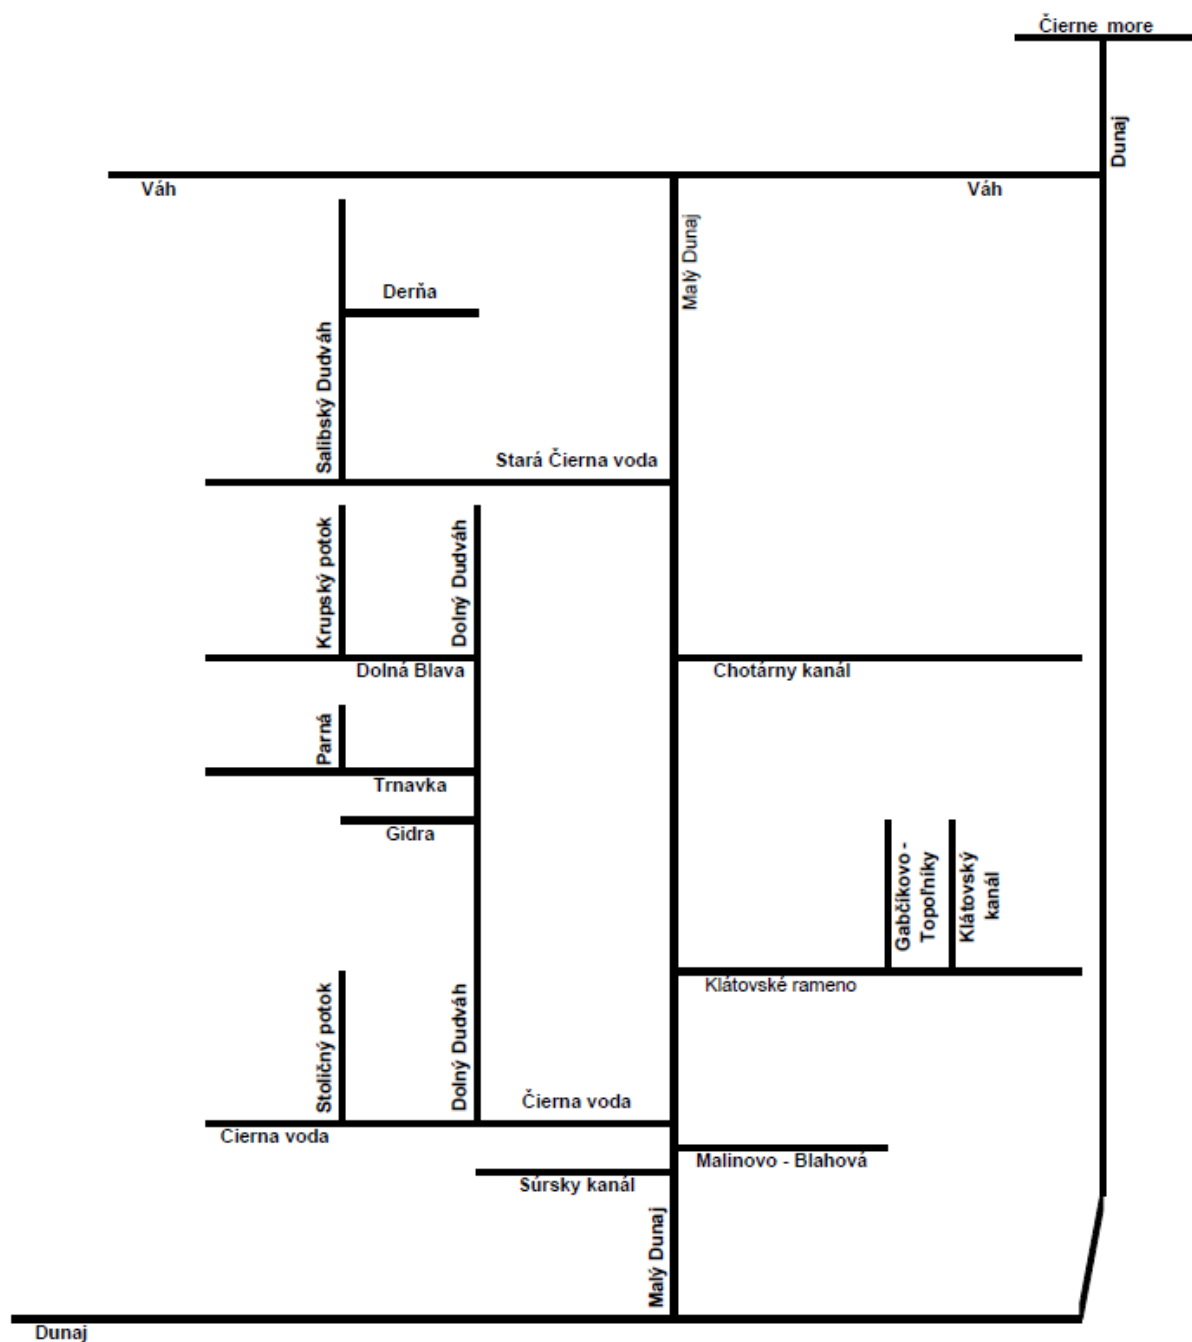 Čierne more
Dunaj
Váh
Váh
Malý Dunaj
Derňa
Salibský Dudváh
Stará Čierna voda
Krupský potok
Dolný Dudváh
Dolná Blava
Chotárny kanál
Parná
Trnavka
Gidra
Gabčíkovo -
Topoľníky
Klátovský
kanál
Klátovské rameno
Stoličný potok
Dolný Dudváh
Čierna voda
Cierna voda
Malinovo - Blahová
Súrsky kanál
Malý Dunaj
Dunaj